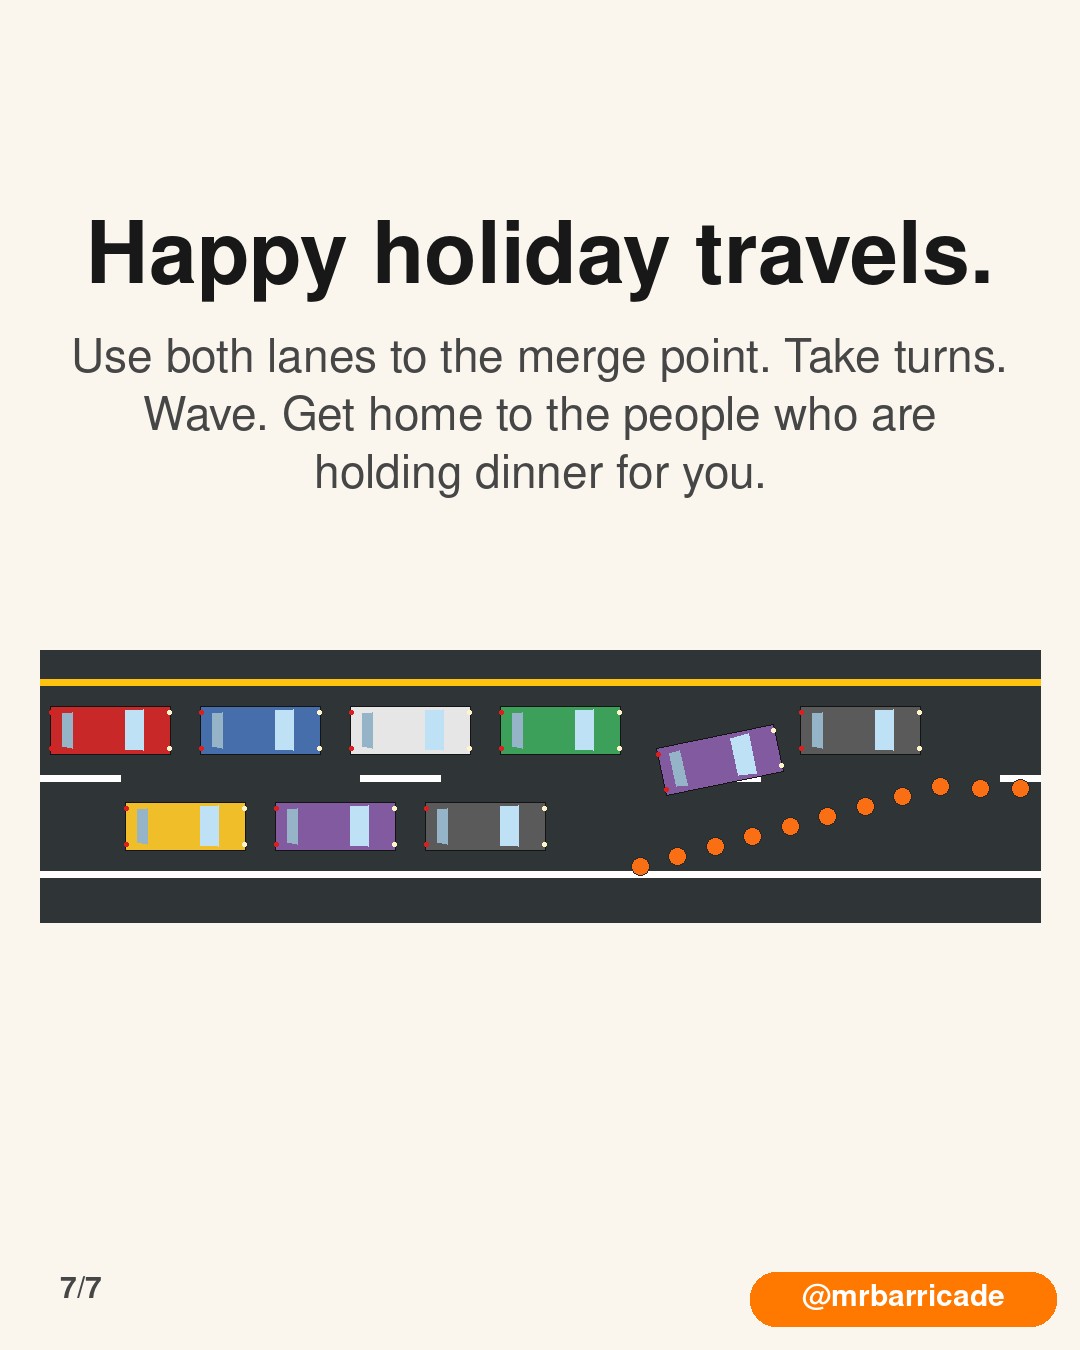 Happy holiday travels.
Use both lanes to the merge point. Take turns.
Wave. Get home to the people who are
holding dinner for you.
7/7
@mrbarricade